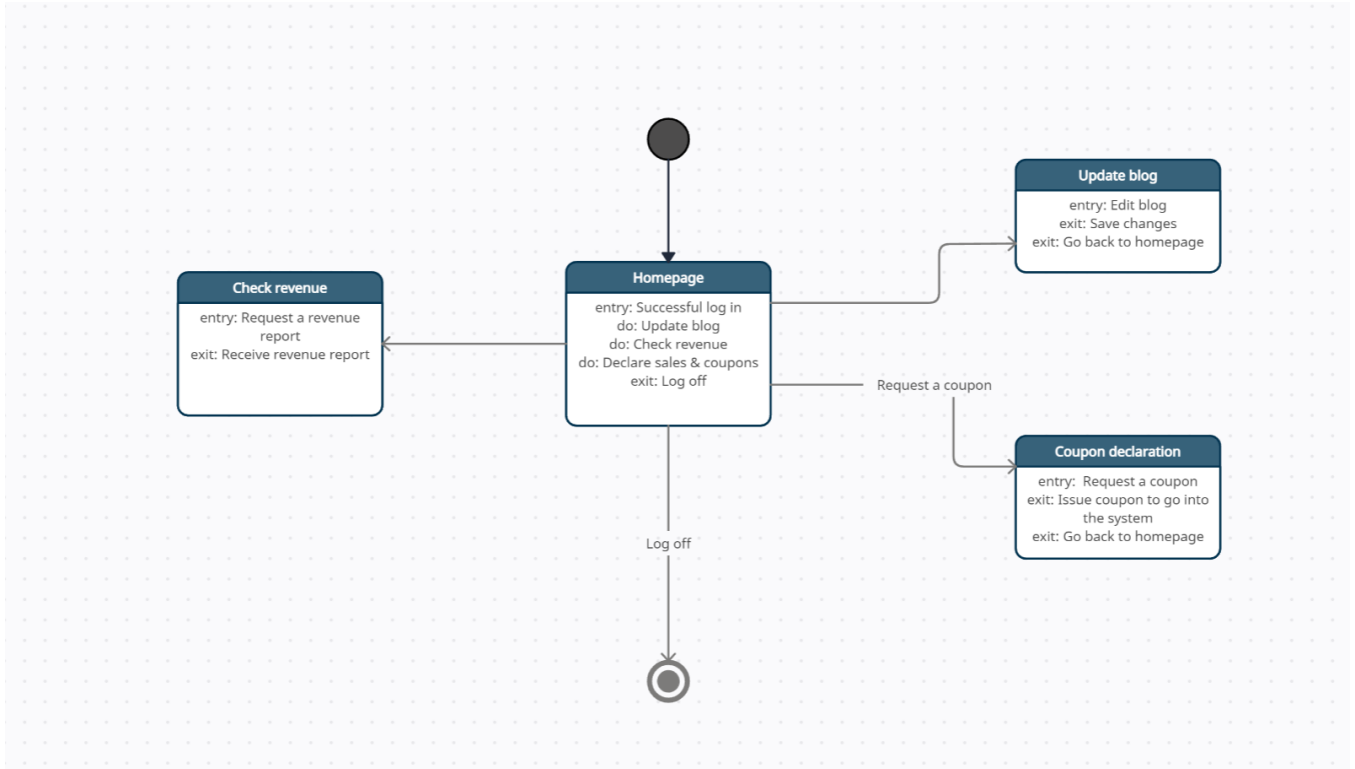 Update blog
entry: Edit blog
exit: Save changes
exit: Go back to homepage
Check revenue
entry: Request a revenue
report
exit: Receive revenue report
Homepage
entry: Successful log in
do: Update blog
do: Check revenue
do: Declare sales & coupons
exit: Log off
Request a coupon
Coupon declaration
entry:  Request a coupon
exit: Issue coupon to go into
the system
exit: Go back to homepage
Log off